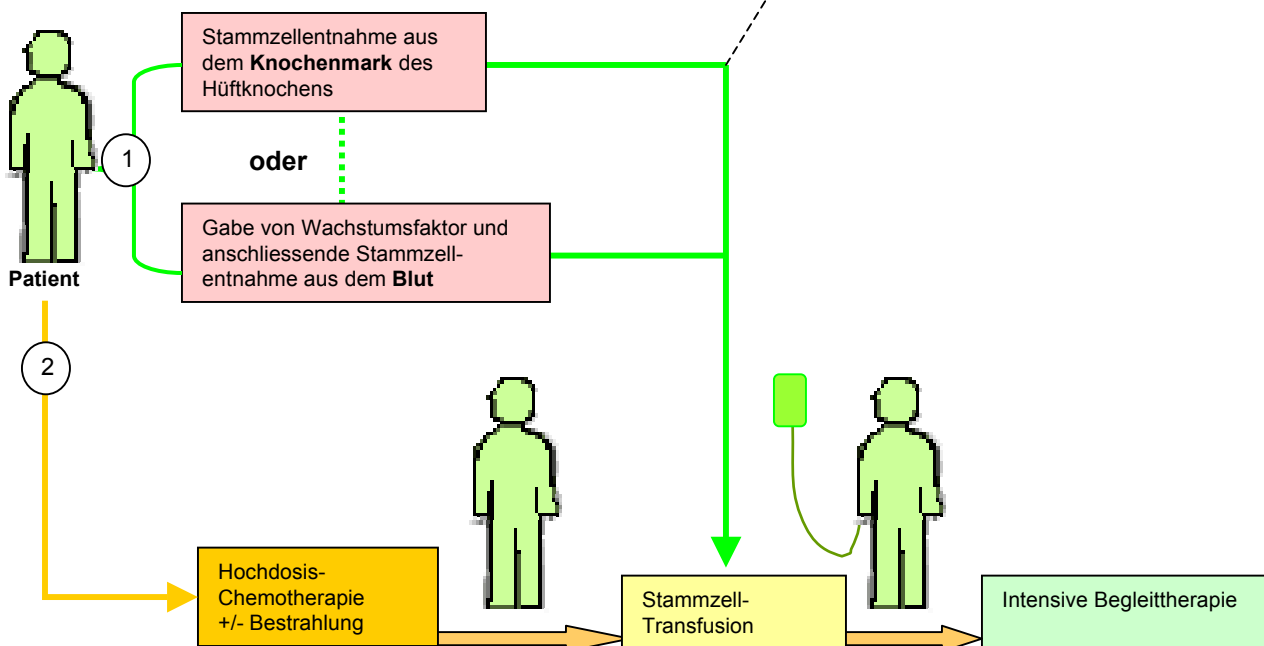 Stammzellentnahme aus
dem Knochenmark des
Hüftknochens
1
oder
Gabe von Wachstumsfaktor und
anschliessende Stammzell-
entnahme aus dem Blut
Patient
2
Hochdosis-
Chemotherapie
+/- Bestrahlung
Stammzell-
Transfusion
Intensive Begleittherapie